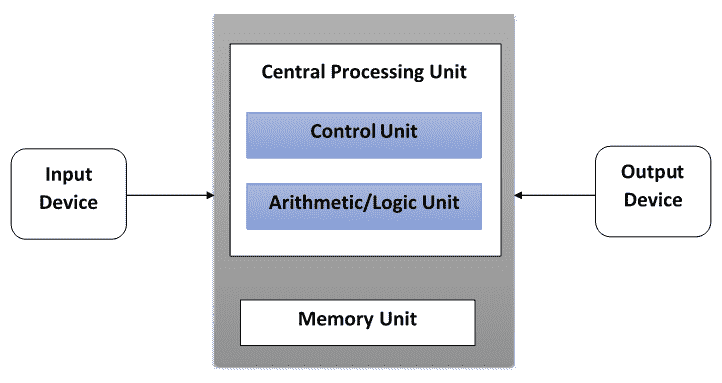 Central Processing Unit
Control Unit
Arithmetic/Logic Unit
Input
Device
Output
Device
Memory Unit